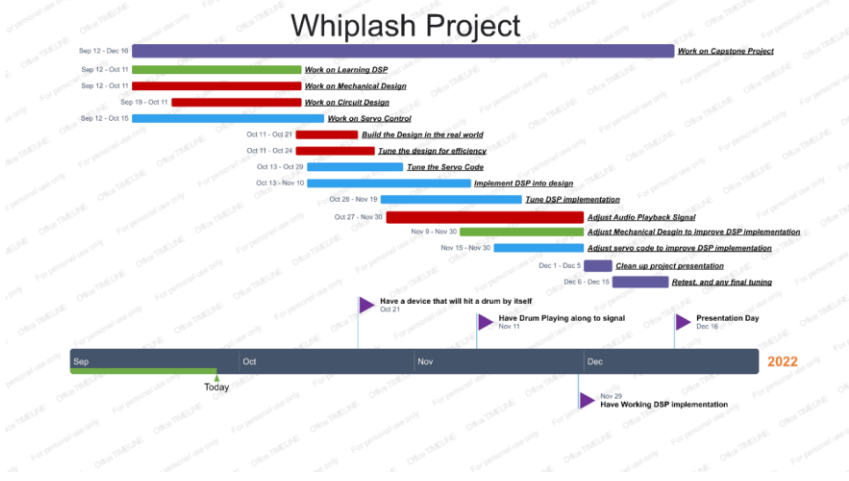 Whiplash Project
Sep 12 - Dec 16 Work on Capstone Project
Sep 12 - Oct 11 Work on Learning DSP
Sep 12 - Oct 11 Work on Mechanical Design
Sep 19 - Oct 11 Work on Circuit Design
Sep 12 - Oct 15 Work on Servo Control
Oct 11 - Oct 21 Build the Design in the real world
Oct 11 - Oct 24 Tune the design for efficiency
Oct 13 - Oct 29 Tune the Servo Code
Oct 13 - Nov 10 Implement DSP into design
Oct 26 - Nov 19 Tune DSP implementation
Oct 27 - Nov 30 Adjust Audio Playback Signal
Nov 9 - Nov 30 Adjust Mechanical Desgin to improve DSP implementation
Nov 15 - Nov 30 Adjust servo code to improve DSP implementation
Dec 1 - Dec 5 Clean up project presentation
Dec 6 - Dec 15 Retest, and any final tuning
Have a device that will hit a drum by itself
Oct 21
Have Drum Playing along to signal
Nov 11
Presentation Day
Dec 16
Sep Oct Nov Dec 2022
Today
Nov 29
Have Working DSP implementation
For personal use only
Office TIMELINE